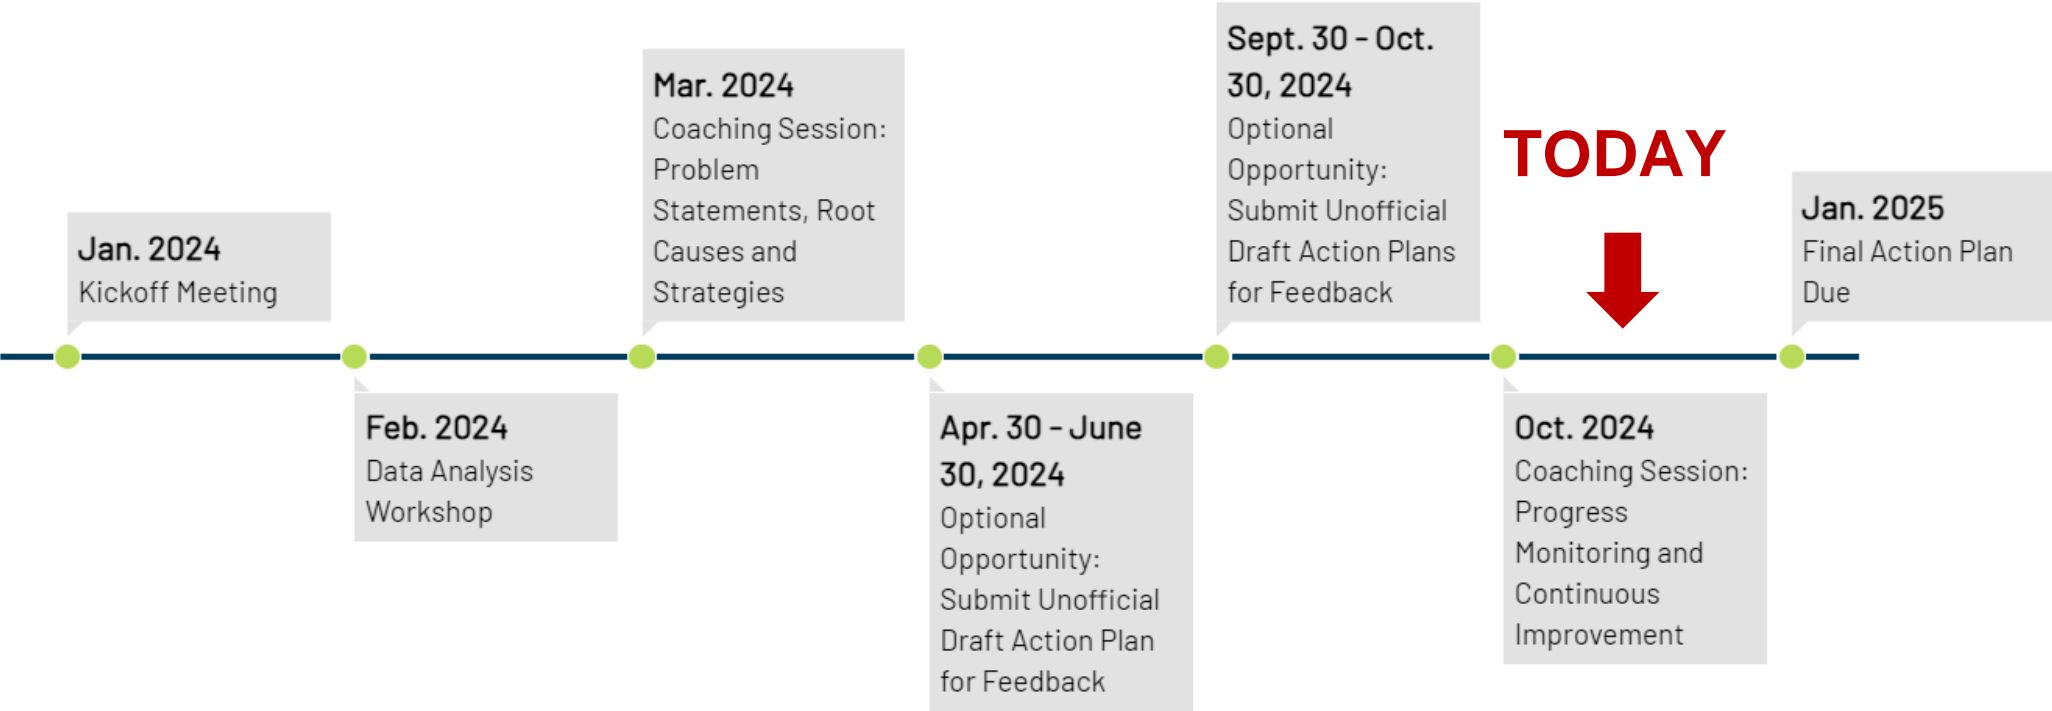 Jan. 2024
Kickoff Meeting
Feb. 2024
Data Analysis
Workshop
Mar. 2024
Coaching Session:
Problem
Statements, Root
Causes and
Strategies
Apr. 30 - June
30, 2024
Optional
Opportunity:
Submit Unofficial
Draft Action Plan
for Feedback
Sept. 30 - Oct.
30, 2024
Optional
Opportunity:
Submit Unofficial
Draft Action Plans
for Feedback
TODAY
Oct. 2024
Coaching Session:
Progress
Monitoring and
Continuous
Improvement
Jan. 2025
Final Action Plan
Due